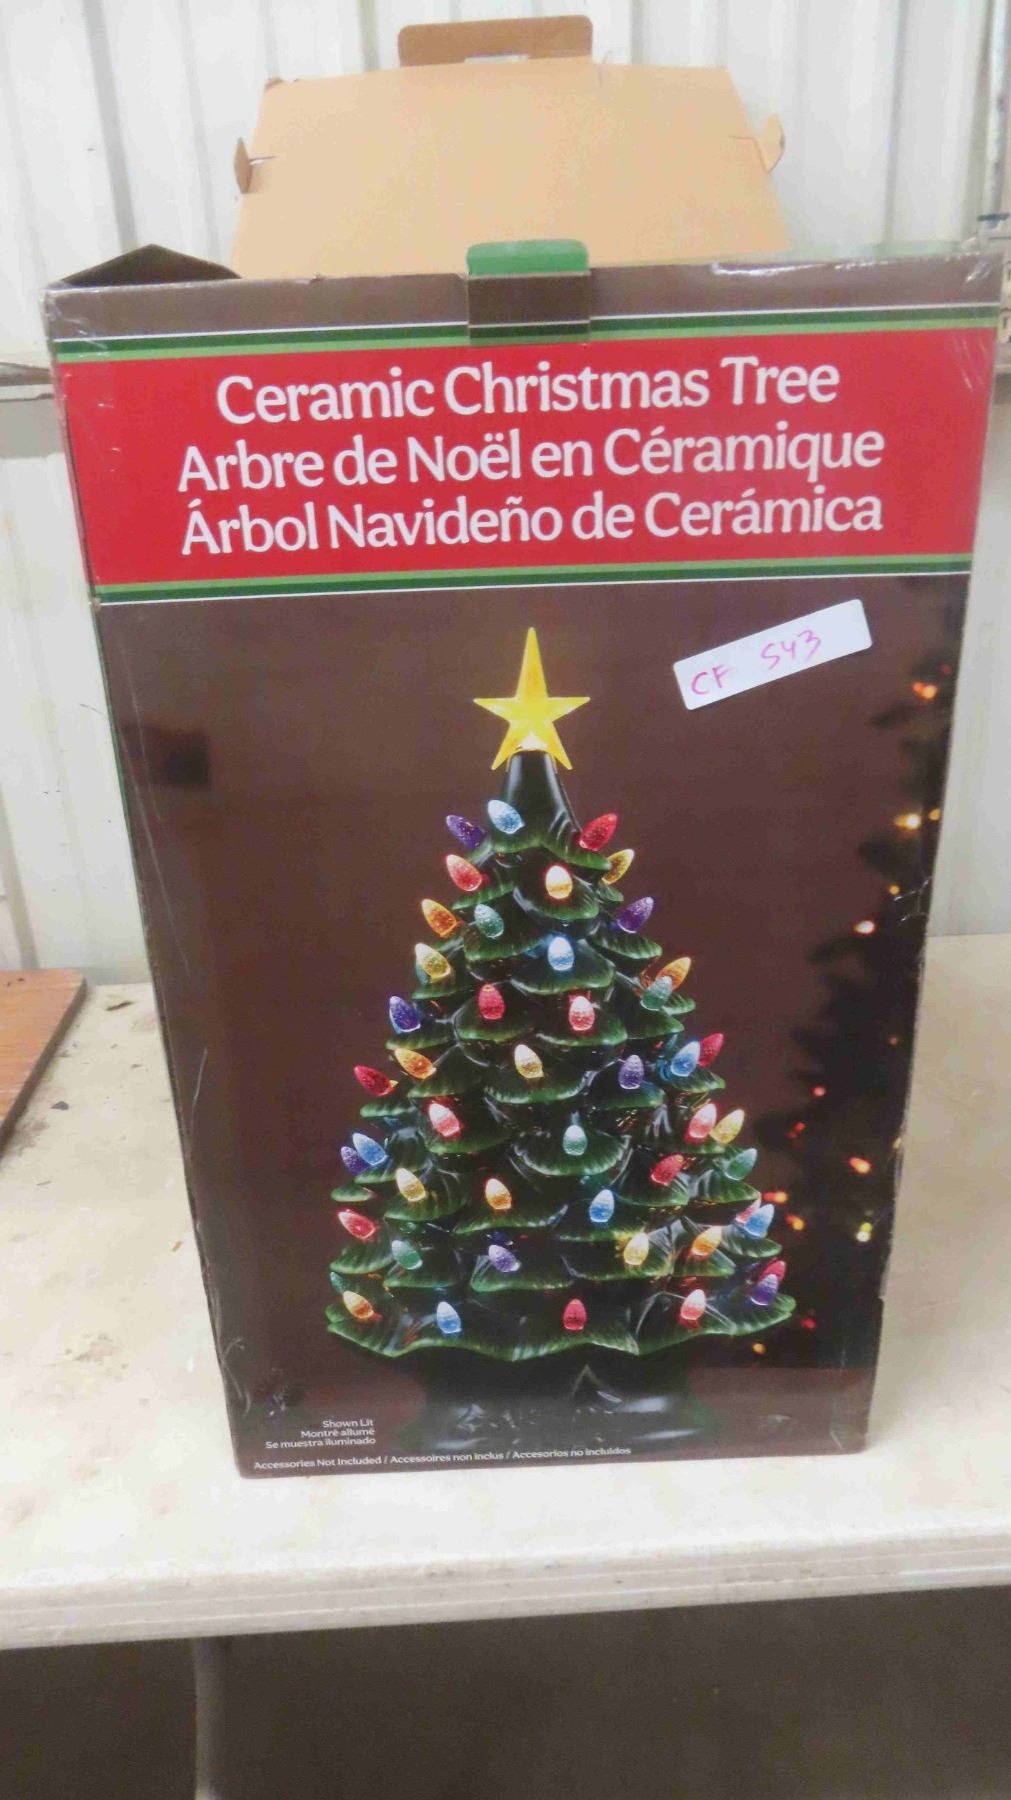 Ceramic Christmas Tree
Arbre de Noël en Céramique
Árbol Navideño de Cerámica
CF 543
Shown Lit
Montré allumé
Se muestra iluminado
Accessories Not Included / Accessoires non inclus / Accesorios no incluidos